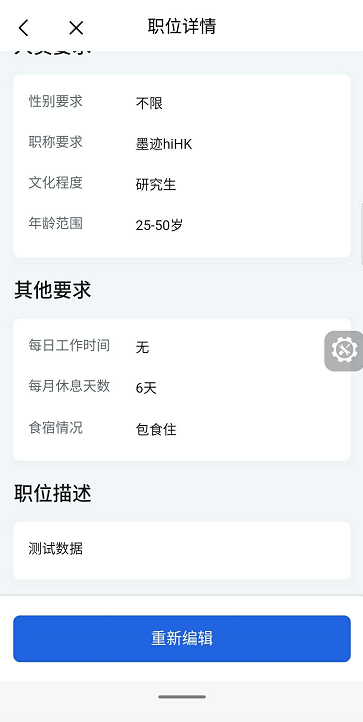 职位详情
性别要求 不限
职称要求 墨迹hiHK
文化程度 研究生
年龄范围 25-50岁
其他要求
每日工作时间 无
每月休息天数 6天
食宿情况 包食住
职位描述
测试数据
重新编辑